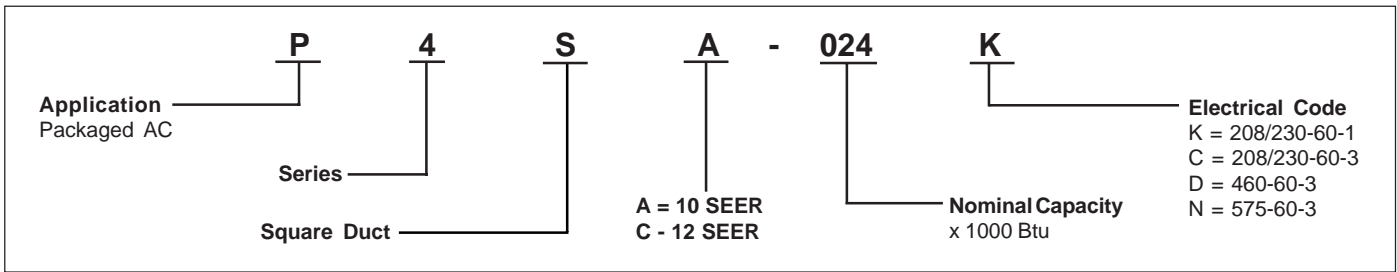 P 4 S A - 024 K
Application
Packaged AC
Series
Square Duct
A = 10 SEER
C - 12 SEER
Nominal Capacity
x 1000 Btu
Electrical Code
K = 208/230-60-1
C = 208/230-60-3
D = 460-60-3
N = 575-60-3